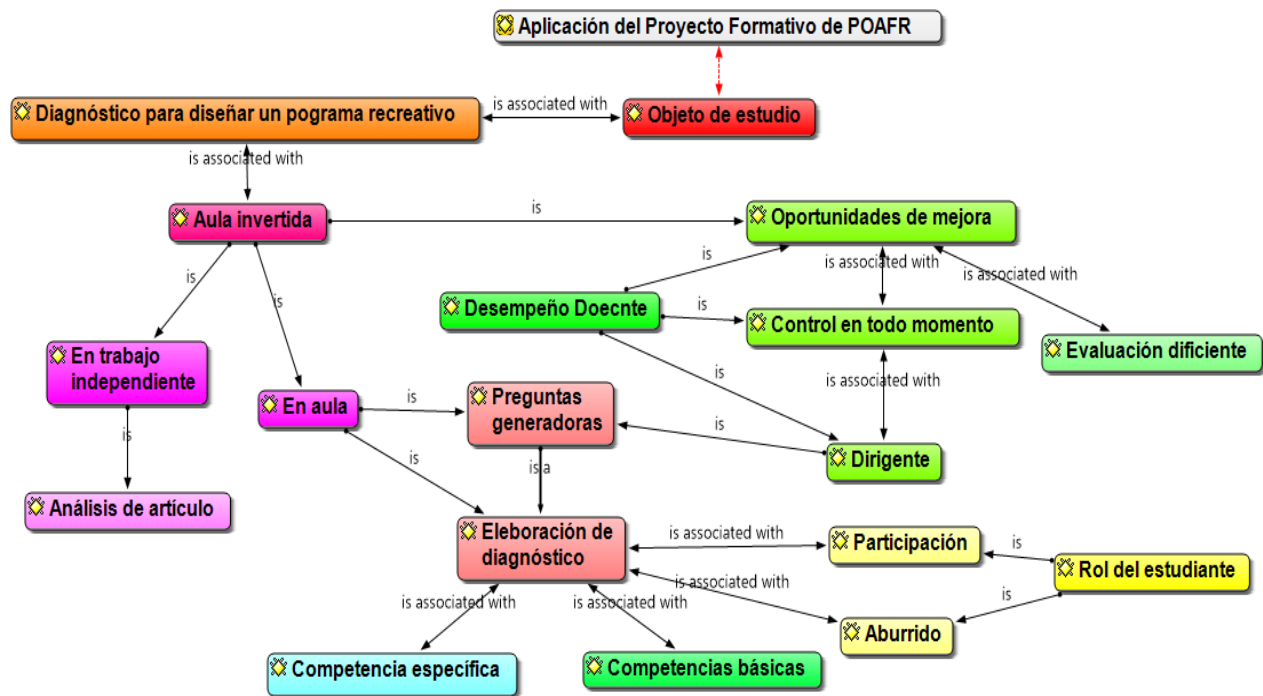 Aplicación del Proyecto Formativo de POAFR
is associated with
Diagnóstico para diseñar un pograma recreativo
Objeto de estudio
is associated with
Aula invertida
is
Oportunidades de mejora
is
is associated with
is associated with
is
is
Desempeño Doecnte
is
Control en todo momento
En trabajo
independiente
Evaluación dificiente
is
is associated with
Preguntas
generadoras
En aula
is
is
is
is
Dirigente
is a
Análisis de artículo
Eleboración de
diagnóstico
is associated with
Participación
is
Rol del estudiante
is associated with
is
is associated with
is associated with
Aburrido
Competencia específica
Competencias básicas